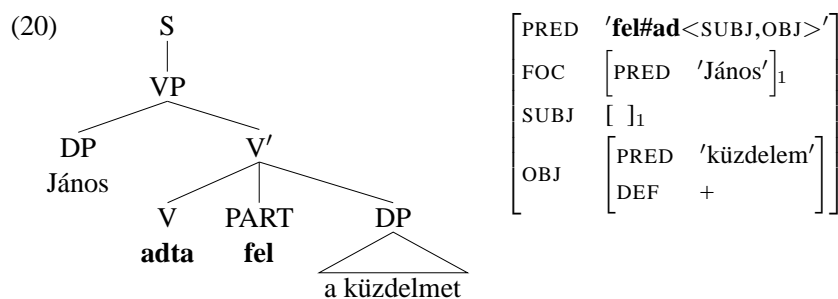 (20)
S
VP
DP
János
V′
V
adta
PART
fel
DP
a küzdelmet
PRED ′fel#ad<SUBJ,OBJ>′
FOC [PRED ′János′]1
SUBJ [ ]1
OBJ [PRED ′küzdelem′
DEF +]